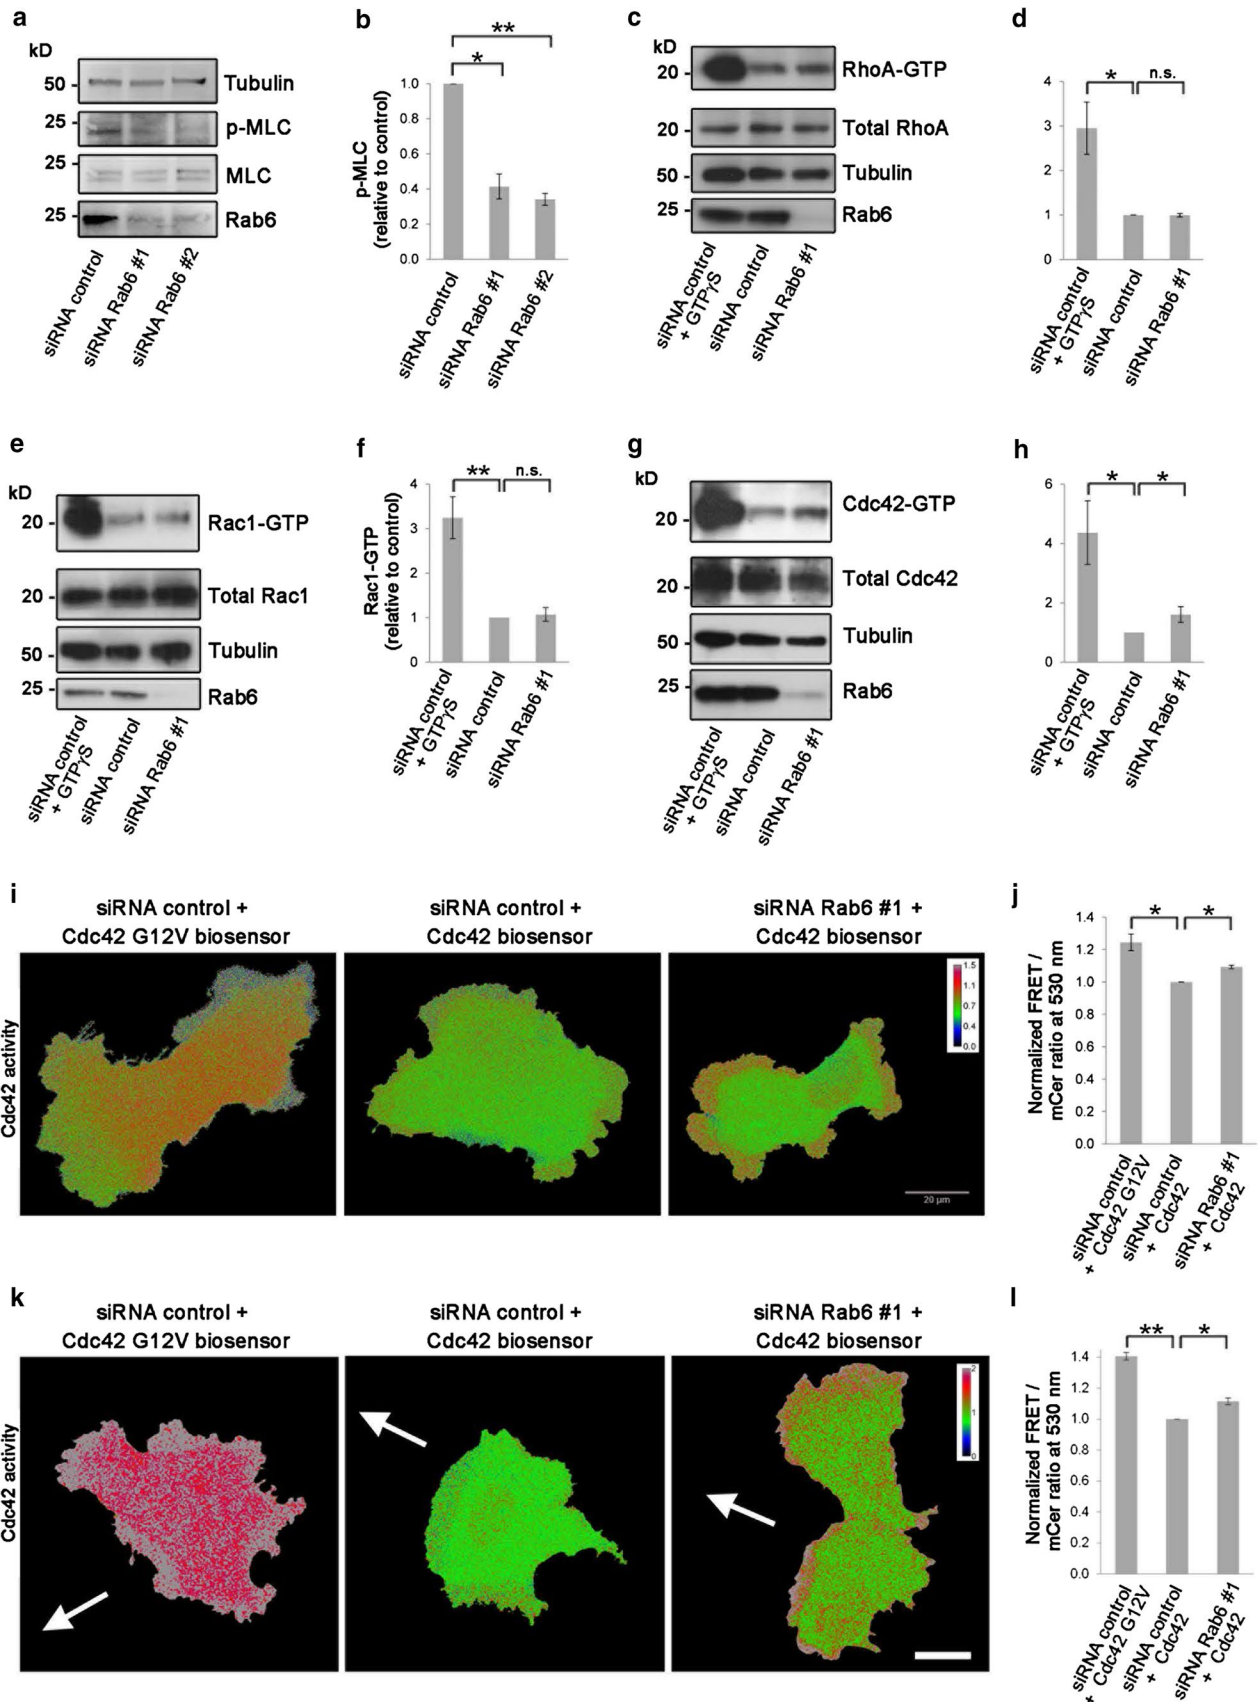 a
kD
50
25
25
25
Tubulin
p-MLC
MLC
Rab6
siRNA control
siRNA Rab6 #1
siRNA Rab6 #2
b
**
*
p-MLC
(relative to control)
1.0
0.8
0.6
0.4
0.2
0.0
siRNA control
siRNA Rab6 #1
siRNA Rab6 #2
c
kD
20
20
50
25
RhoA-GTP
Total RhoA
Tubulin
Rab6
siRNA control
+ GTPγS
siRNA control
siRNA Rab6 #1
d
* n.s.
4
3
2
1
0
siRNA control
+ GTPγS
siRNA control
siRNA Rab6 #1
e
kD
20
20
50
25
Rac1-GTP
Total Rac1
Tubulin
Rab6
siRNA control
+ GTPγS
siRNA control
siRNA Rab6 #1
f
** n.s.
Rac1-GTP
(relative to control)
4
3
2
1
0
siRNA control
+ GTPγS
siRNA control
siRNA Rab6 #1
g
kD
20
20
50
25
Cdc42-GTP
Total Cdc42
Tubulin
Rab6
siRNA control
+ GTPγS
siRNA control
siRNA Rab6 #1
h
* *
6
4
2
0
siRNA control
+ GTPγS
siRNA control
siRNA Rab6 #1
i
siRNA control +
Cdc42 G12V biosensor
siRNA control +
Cdc42 biosensor
siRNA Rab6 #1 +
Cdc42 biosensor
Cdc42 activity
1.5
1.1
0.7
0.4
0.0
20 µm
j
* *
Normalized FRET /
mCer ratio at 530 nm
1.4
1.2
1.0
0.8
0.6
0.4
0.2
0.0
siRNA control
+ Cdc42 G12V
siRNA control
+ Cdc42
siRNA Rab6 #1
+ Cdc42
k
siRNA control +
Cdc42 G12V biosensor
siRNA control +
Cdc42 biosensor
siRNA Rab6 #1 +
Cdc42 biosensor
Cdc42 activity
2
1
0
l
** *
Normalized FRET /
mCer ratio at 530 nm
1.4
1.2
1.0
0.8
0.6
0.4
0.2
0.0
siRNA control
+ Cdc42 G12V
siRNA control
+ Cdc42
siRNA Rab6 #1
+ Cdc42